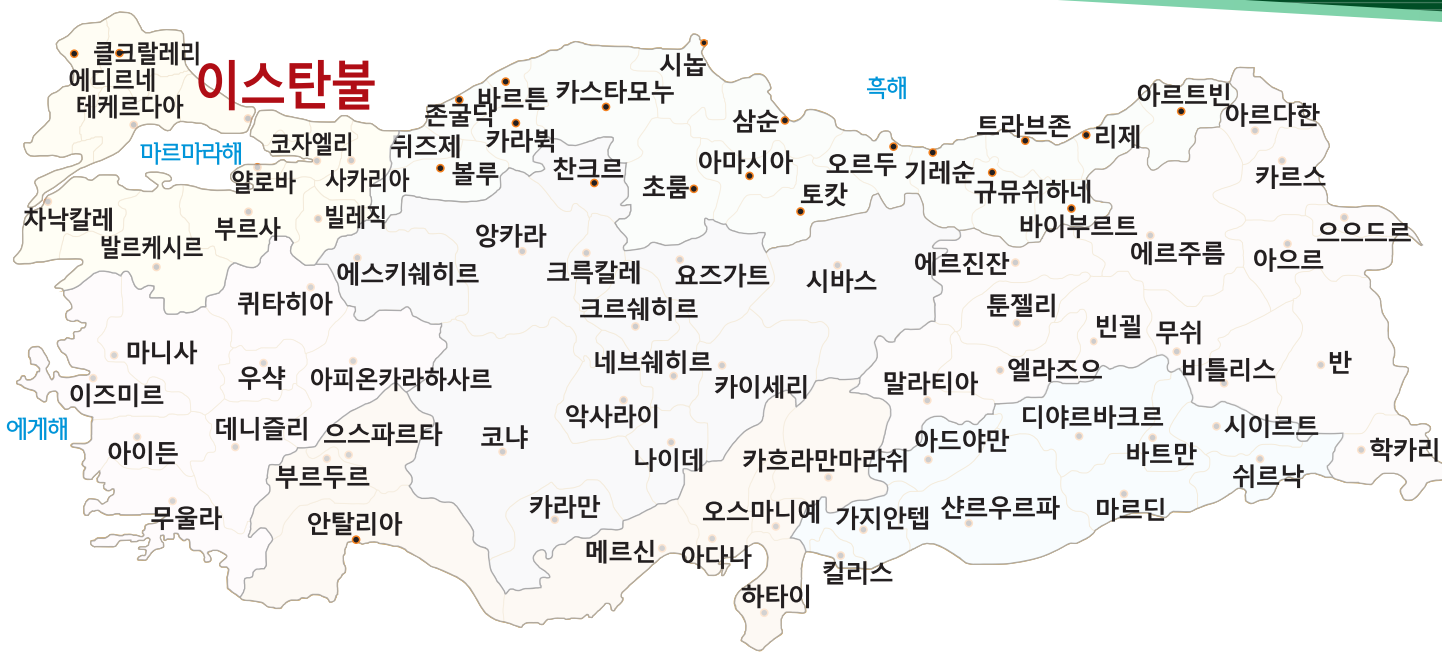 클크랄레리
이스탄불
시놉
에디르네
테케르다아
바르튼
카스타모누
흑해
존굴닥
아르트빈
아르다한
삼순
트라브존
리제
코자엘리
뒤즈제
카라뷕
마르마라해
볼루
찬크르
아마시아
오르두
기레순
얄로바
사카리아
초룸
토캇
규뮤쉬하네
카르스
차낙칼레
부르사
빌레직
바이부르트
으으드르
발르케시르
앙카라
에르주름
아으르
에스키쉐히르
크륵칼레
요즈가트
시바스
에르진잔
퀴타히아
크르쉐히르
툰젤리
빈괼
무쉬
마니사
네브쉐히르
비틀리스
반
우샥
아피온카라하사르
카이세리
말라티아
엘라즈으
이즈미르
에게해
데니즐리
으스파르타
악사라이
디야르바크르
시이르트
아이든
코냐
나이데
카흐라만마라쉬
아드야만
바트만
학카리
부르두르
쉬르낙
무울라
안탈리아
카라만
오스마니예
가지안텝
샨르우르파
마르딘
메르신
아다나
킬리스
하타이